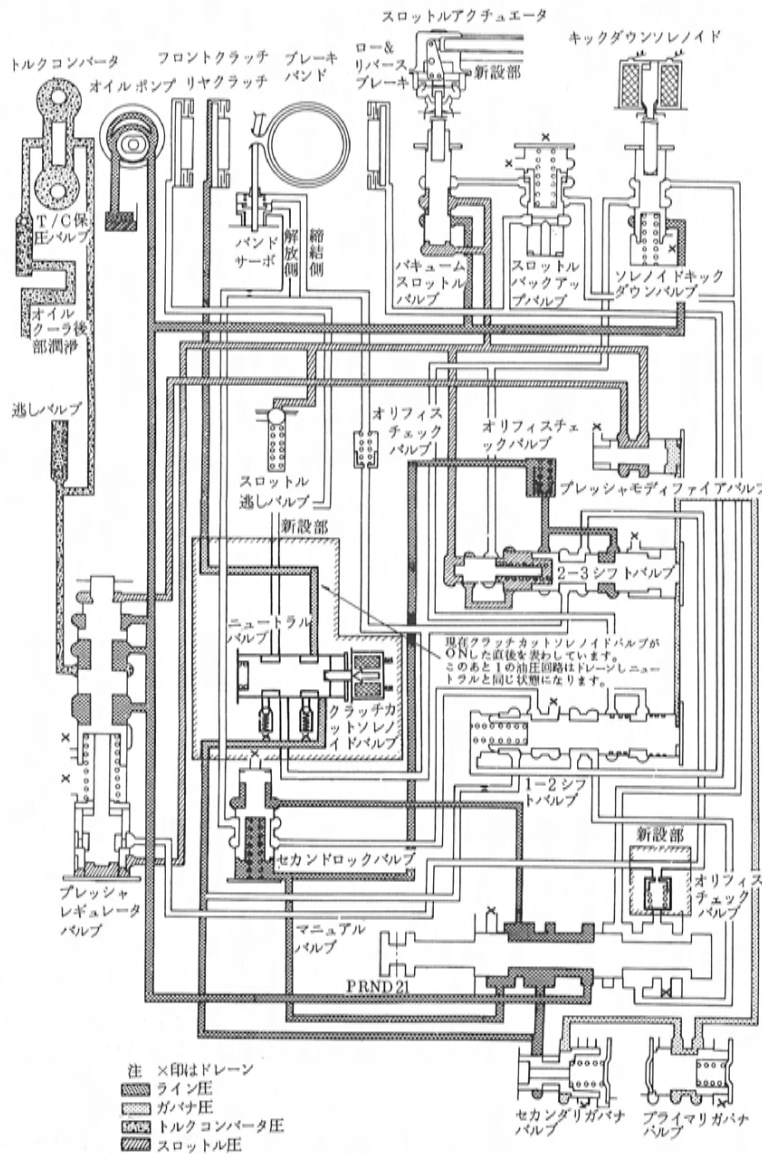 スロットルアクチュエータ
キックダウンソレノイド
トルクコンバータ
オイルポンプ
フロントクラッチ
リヤクラッチ
ブレーキ
バンド
ロー&
リバース
ブレーキ
新設部
T/C保
圧バルブ
オイル
クーラ後
部潤滑
バンド
サーボ
解放側
締結側
バキューム
スロットル
バルブ
スロットル
バックアッ
プバルブ
ソレノイドキック
ダウンバルブ
逃しバルブ
スロットル
逃しバルブ
オリフィス
チェック
バルブ
オリフィスチェ
ックバルブ
プレッシャモディファイアバルブ
新設部
ニュートラル
バルブ
2-3シフトバルブ
現在クラッチカットソレノイドバルブが
ONした直後を表わしています。
このあと1の油圧回路はドレーンしニュー
トラルと同じ状態になります。
クラッチカ
ットソレノ
イドバルブ
1-2シフ
トバルブ
セカンドロックバルブ
新設部
オリフィス
チェック
バルブ
プレッシャ
レギュレータ
バルブ
マニュアル
バルブ
PRND21
セカンダリガバナ
バルブ
プライマリガバナ
バルブ
注 ×印はドレーン
ライン圧
ガバナ圧
トルクコンバータ圧
スロットル圧